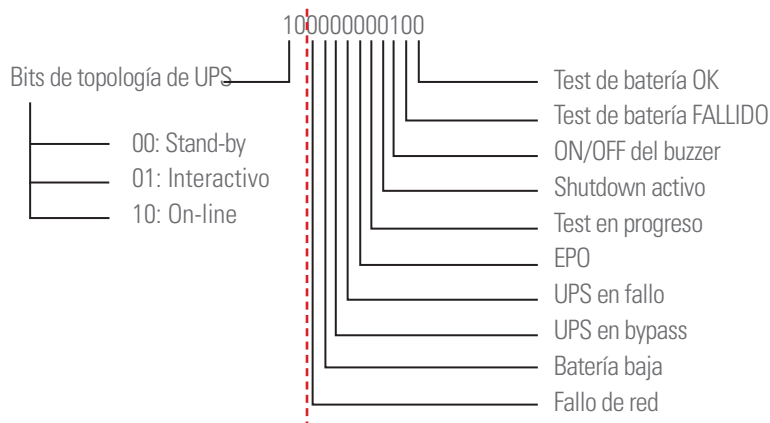 100000000100
Bits de topología de UPS
00: Stand-by
01: Interactivo
10: On-line
Test de batería OK
Test de batería FALLIDO
ON/OFF del buzzer
Shutdown activo
Test en progreso
EPO
UPS en fallo
UPS en bypass
Batería baja
Fallo de red